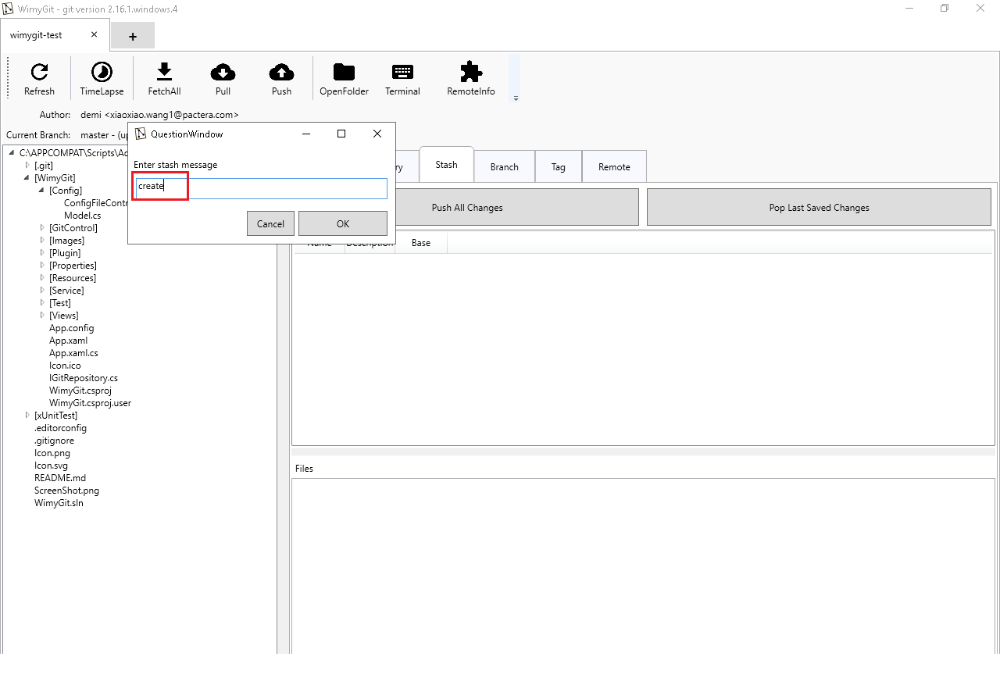 WimyGit - git version 2.16.1.windows.4
wimygit-test
+
Refresh
TimeLapse
FetchAll
Pull
Push
OpenFolder
Terminal
RemoteInfo
Author: demi <xiaoxiao.wang1@pactera.com>
Current Branch: master - (up
QuestionWindow
Enter stash message
create
Cancel
OK
C:\APPCOMPAT\Scripts\Ac
[.git]
[WimyGit]
[Config]
ConfigFileContr
Model.cs
[GitControl]
[Images]
[Plugin]
[Properties]
[Resources]
[Service]
[Test]
[Views]
App.config
App.xaml
App.xaml.cs
Icon.ico
IGitRepository.cs
WimyGit.csproj
WimyGit.csproj.user
[xUnitTest]
.editorconfig
.gitignore
Icon.png
Icon.svg
README.md
ScreenShot.png
WimyGit.sln
ry
Stash
Branch
Tag
Remote
Push All Changes
Pop Last Saved Changes
Name
Description
Base
Files